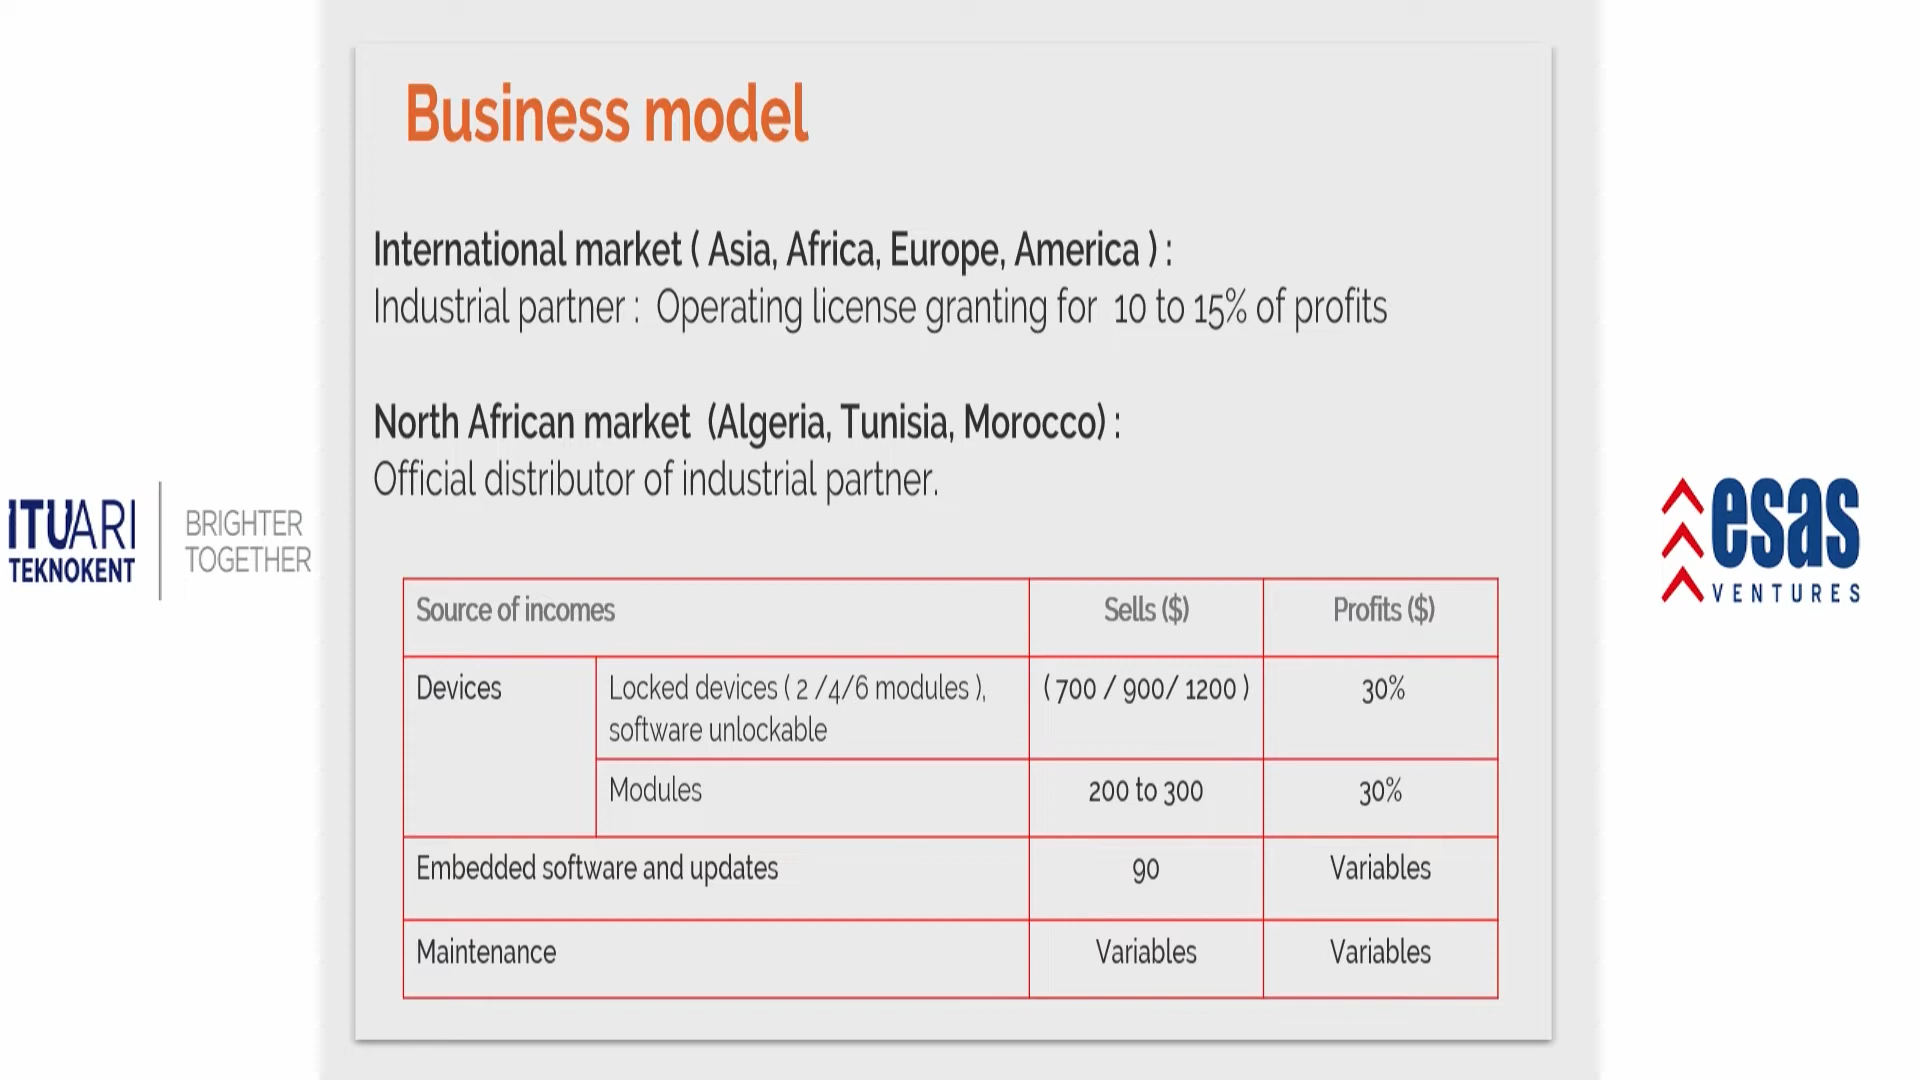 Business model
International market ( Asia, Africa, Europe, America ) :
Industrial partner :  Operating license granting for  10 to 15% of profits
North African market  (Algeria, Tunisia, Morocco) :
Official distributor of industrial partner.
ITU ARI
TEKNOKENT
BRIGHTER
TOGETHER
esas
VENTURES
Source of incomes Sells ($) Profits ($)
Devices Locked devices ( 2 /4/6 modules ), ( 700 / 900/ 1200 ) 30%
software unlockable
Modules 200 to 300 30%
Embedded software and updates 90 Variables
Maintenance Variables Variables